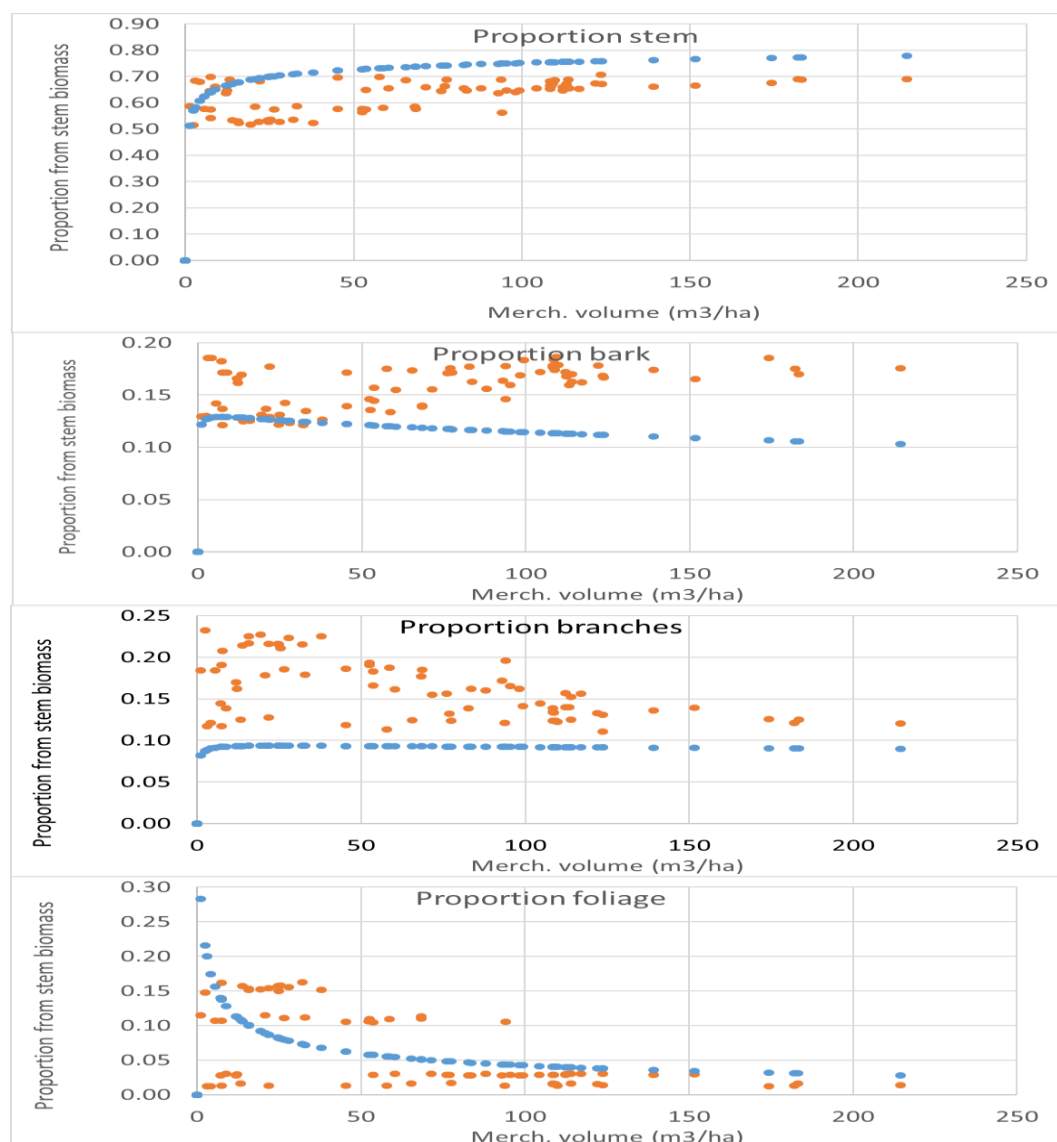 Proportion stem
Proportion from stem biomass
0.90
0.80
0.70
0.60
0.50
0.40
0.30
0.20
0.10
0.00
0 50 100 150 200 250
Merch. volume (m3/ha)
Proportion bark
Proportion from stem biomass
0.20
0.15
0.10
0.05
0.00
0 50 100 150 200 250
Proportion branches
Proportion from stem biomass
0.25
0.20
0.15
0.10
0.05
0.00
0 50 100 150 200 250
Merch. volume (m3/ha)
Proportion foliage
Proportion from stem biomass
0.30
0.25
0.20
0.15
0.10
0.05
0.00
0 50 100 150 200 250
Merch. volume (m3/ha)